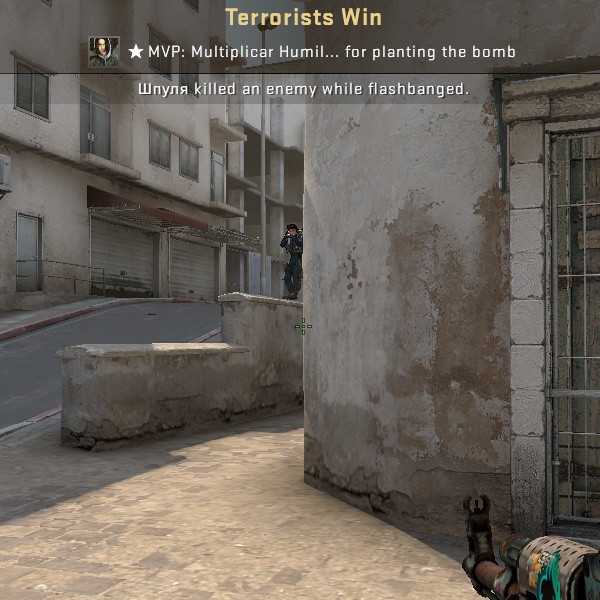 Terrorists Win
★ MVP: Multiplicar Humil... for planting the bomb
Шпуля killed an enemy while flashbanged.